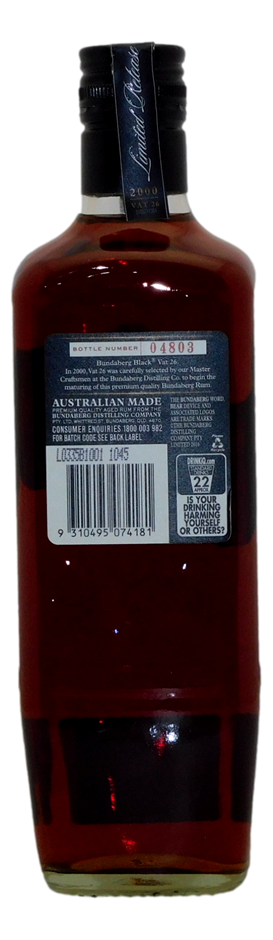 Limited Release
2000
VAT 26
BOTTLE NUMBER 04803
Bundaberg Black® Vat 26
In 2000, Vat 26 was carefully selected by our Master
Craftsmen at the Bundaberg Distilling Co. to begin the
maturing of this premium quality Bundaberg Rum.
AUSTRALIAN MADE
PREMIUM QUALITY AGED RUM FROM THE
BUNDABERG DISTILLING COMPANY
PTY. LTD, WHITTRED ST. BUNDABERG, QLD. 4670.
CONSUMER ENQUIRIES 1800 003 982
FOR BATCH CODE SEE BACK LABEL
THE BUNDABERG WORD,
BEAR DEVICE AND
ASSOCIATED LOGOS
ARE TRADE MARKS
OF
BUNDABERG
DISTILLING
COMPANY PTY
LIMITED
L0335B1001 1045
9 310495 074181
DRINKIQ.com
STANDARD
DRINKS
22
APPROX.
IS YOUR
DRINKING
HARMING
YOURSELF
OR OTHERS?